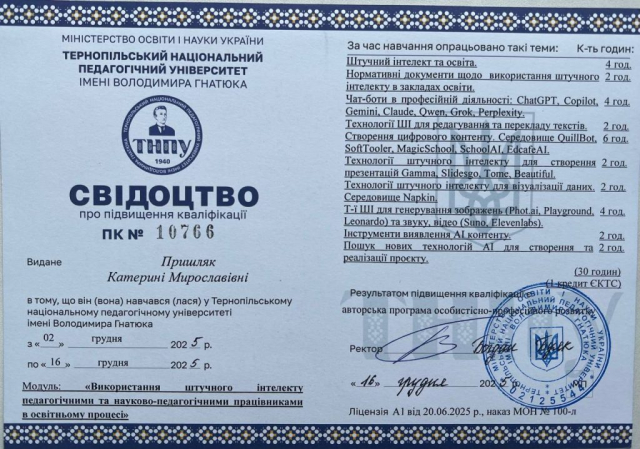 МІНІСТЕРСТВО ОСВІТИ І НАУКИ УКРАЇНИ
ТЕРНОПІЛЬСЬКИЙ НАЦІОНАЛЬНИЙ
ПЕДАГОГІЧНИЙ УНІВЕРСИТЕТ
ІМЕНІ ВОЛОДИМИРА ГНАТЮКА
ТНПУ
1940
СВІДОЦТВО
про підвищення кваліфікації
ПК № 10766
Видане Пришляк
Катерині Мирославівні
в тому, що він (вона) навчався (лася) у Тернопільському
національному педагогічному університеті
імені Володимира Гнатюка
з «02 грудня 2025 р.
по «16 » грудня 2025 р.
Модуль: «Використання штучного інтелекту
педагогічними та науково-педагогічними працівниками
в освітньому процесі»
За час навчання опрацьовано такі теми: К-ть годин:
Штучний інтелект та освіта. 4 год.
Нормативні документи щодо використання штучного 2 год.
інтелекту в закладах освіти.
Чат-боти в професійній діяльності: ChatGPT, Copilot, 4 год.
Gemini, Claude, Qwen, Grok, Perplexity.
Технології ШІ для редагування та перекладу текстів. 2 год.
Створення цифрового контенту. Середовище QuillBot, 6 год.
SoftTooler, MagicSchool, SchoolAI, EdcafeAI.
Технології штучного інтелекту для створення 2 год.
презентацій Gamma, Slidesgo, Tome, Beautiful.
Технології штучного інтелекту для візуалізації даних. 2 год.
Середовище Napkin.
Т-ї ШІ для генерування зображень (Phot.ai, Playground, 4 год.
Leonardo) та звуку, відео (Suno, Elevenlabs).
Інструменти виявлення AI контенту. 2 год.
Пошук нових технологій AI для створення та 2 год.
реалізації проєкту.
(30 годин)
(1 кредит ЄКТС)
Результатом підвищення кваліфікації
авторська програма особистісно-професійного розвитку
Ректор Богдан Буяк
« 16 » грудня 2025 р.
02125544
Ліцензія А1 від 20.06.2025 р., наказ МОН № 100-л